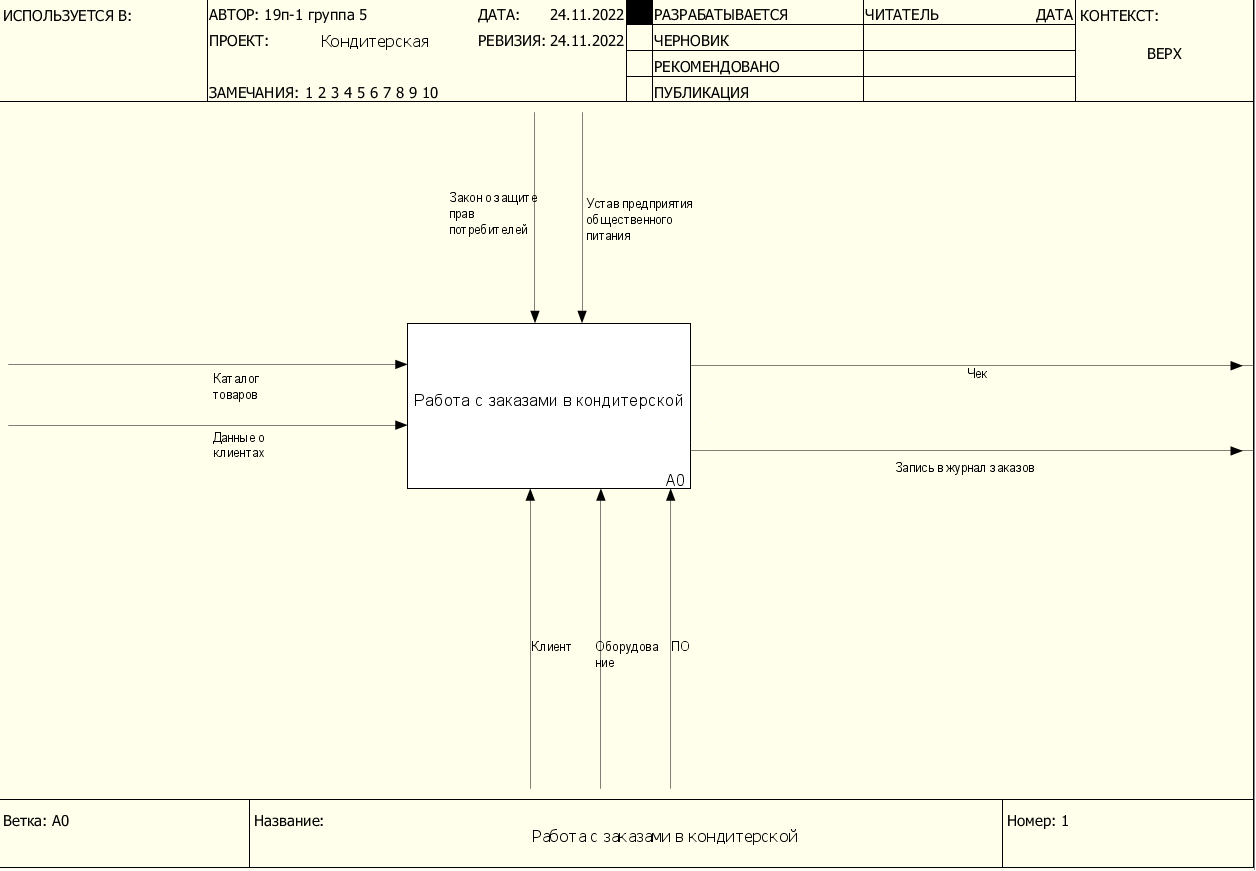 ИСПОЛЬЗУЕТСЯ В:
АВТОР: 19п-1 группа 5
ДАТА: 24.11.2022
ПРОЕКТ: Кондитерская
РЕВИЗИЯ: 24.11.2022
ЗАМЕЧАНИЯ: 1 2 3 4 5 6 7 8 9 10
РАЗРАБАТЫВАЕТСЯ
ЧЕРНОВИК
РЕКОМЕНДОВАНО
ПУБЛИКАЦИЯ
ЧИТАТЕЛЬ ДАТА
КОНТЕКСТ:
ВЕРХ
Закон о защите
прав
потребителей
Устав предприятия
общественного
питания
Каталог
товаров
Данные о
клиентах
Работа с заказами в кондитерской
A0
Чек
Запись в журнал заказов
Клиент
Оборудова
ние
ПО
Ветка: A0
Название:
Работа с заказами в кондитерской
Номер: 1